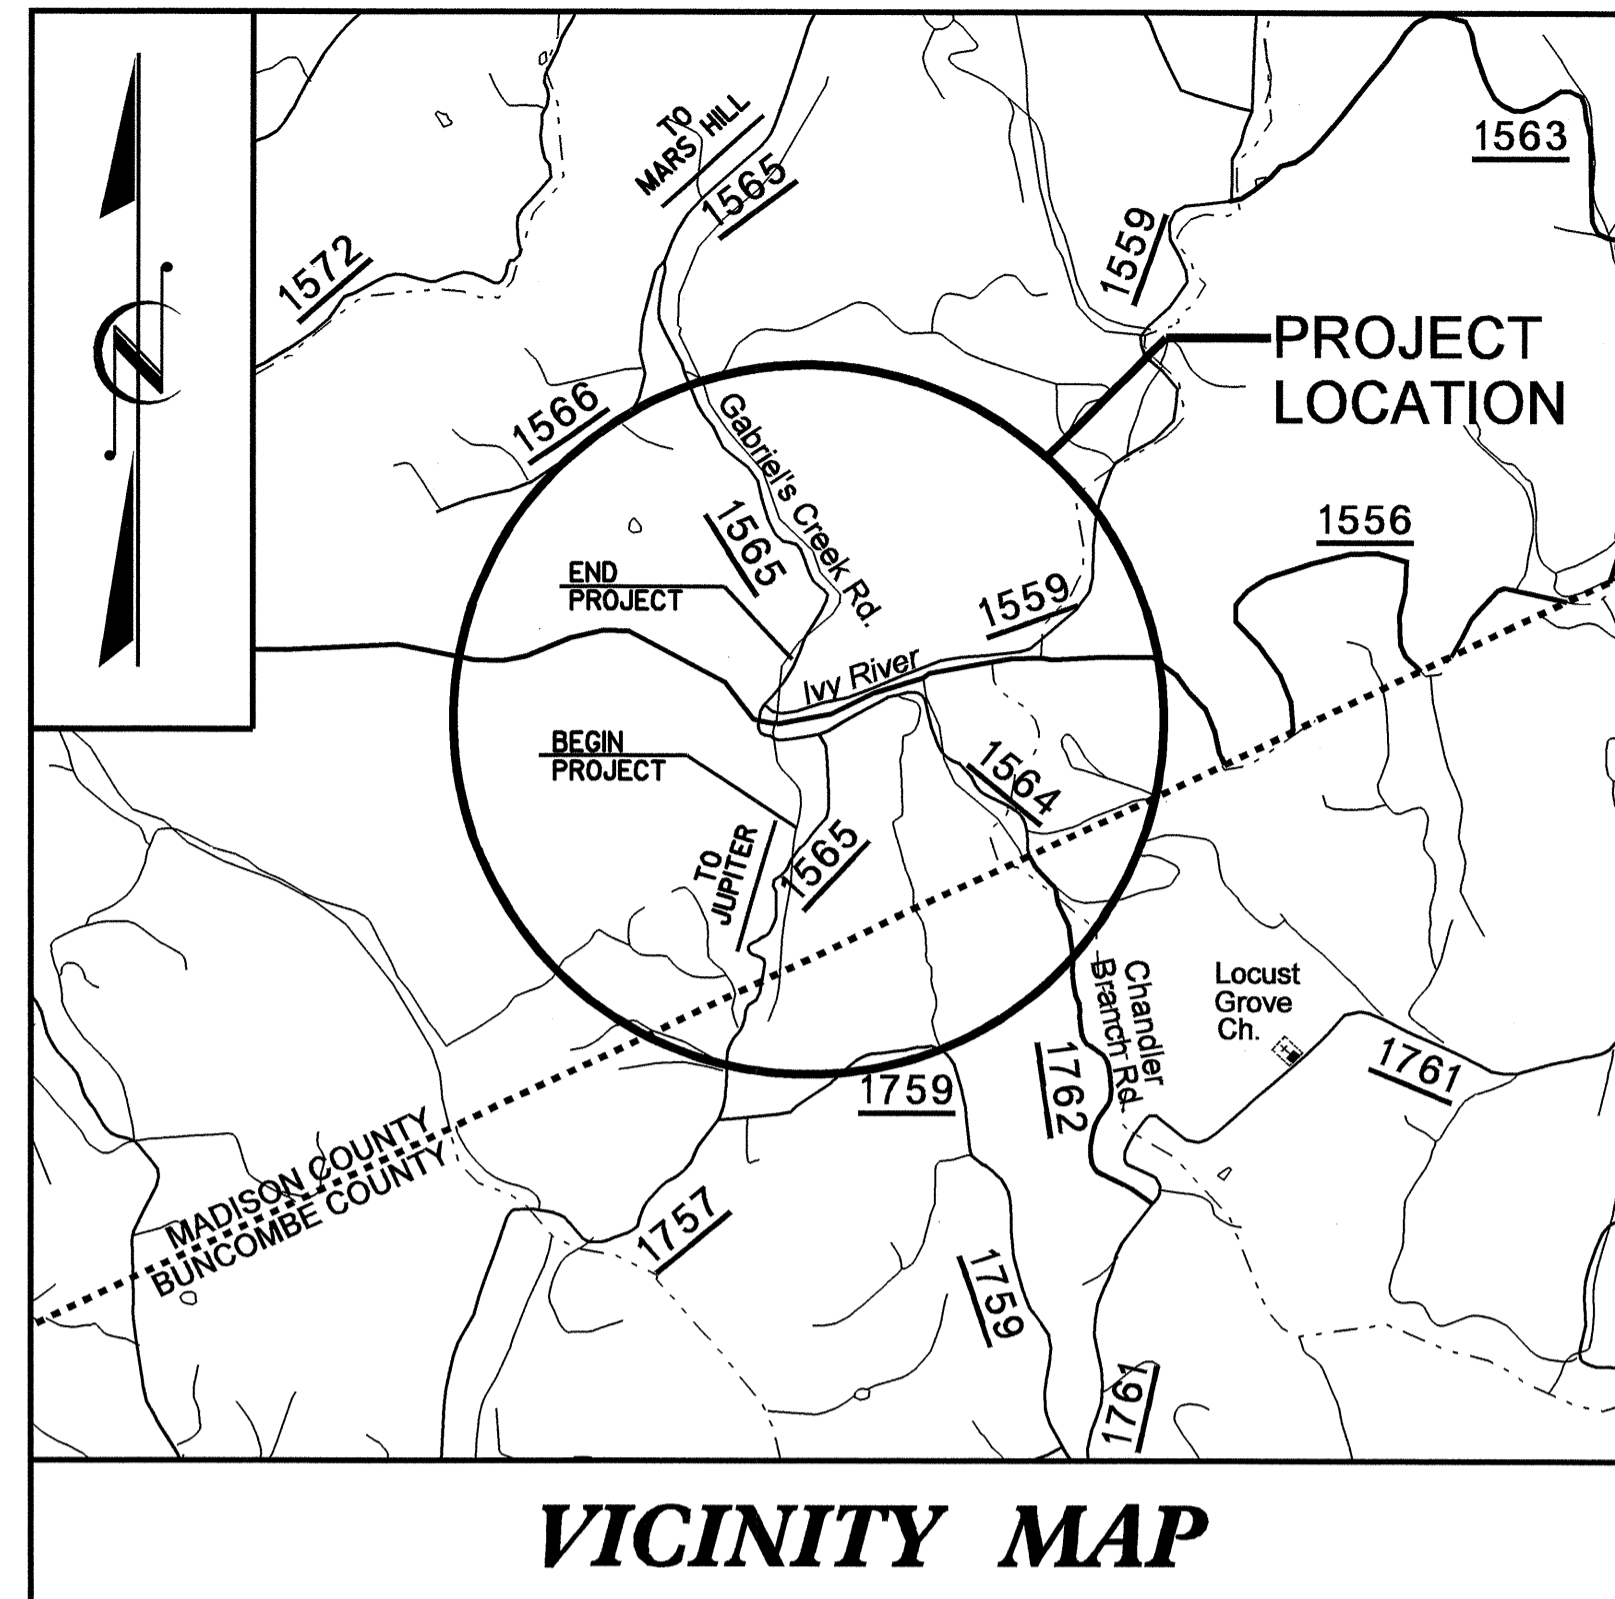 1563
TO
MARS HILL
1565
1559
1572
PROJECT
LOCATION
1566
Gabriel's Creek Rd.
1565
1556
END
PROJECT
1559
Ivy River
BEGIN
PROJECT
1564
TO
JUPITER
1565
Chandler
Branch Rd.
Locust
Grove
Ch.
1762
1761
1759
MADISON COUNTY
BUNCOMBE COUNTY
1757
1759
1761
VICINITY MAP